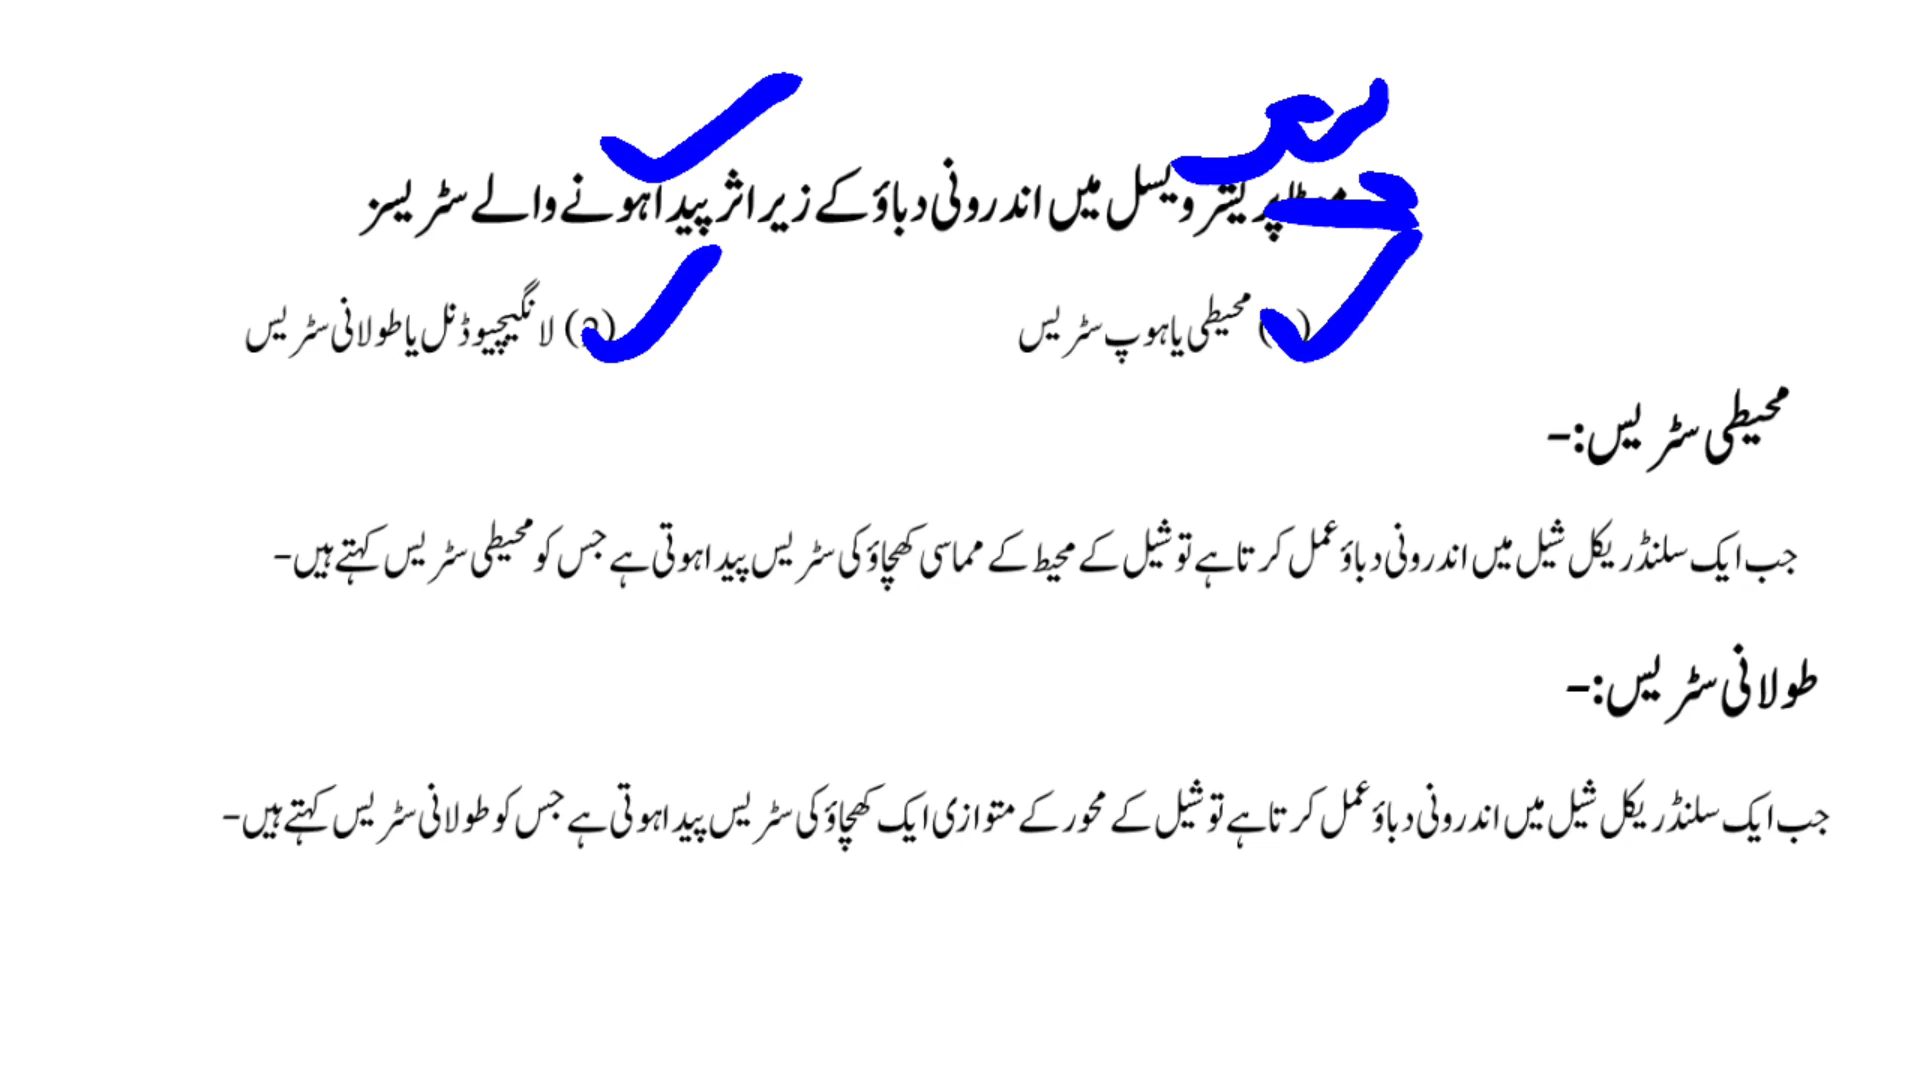 پریشر ویسل میں اندرونی دباؤ کے زیر اثر پیدا ہونے والے سٹریسز
محیطی یا ہوپ سٹریس (2) لانگیچیوڈنل یا طولانی سٹریس
محیطی سٹریس:-
جب ایک سلنڈریکل شیل میں اندرونی دباؤ عمل کرتا ہے تو شیل کے محیط کے مماسی کھچاؤ کی سٹریس پیدا ہوتی ہے جس کو محیطی سٹریس کہتے ہیں-
طولانی سٹریس:-
جب ایک سلنڈریکل شیل میں اندرونی دباؤ عمل کرتا ہے تو شیل کے محور کے متوازی ایک کھچاؤ کی سٹریس پیدا ہوتی ہے جس کو طولانی سٹریس کہتے ہیں-